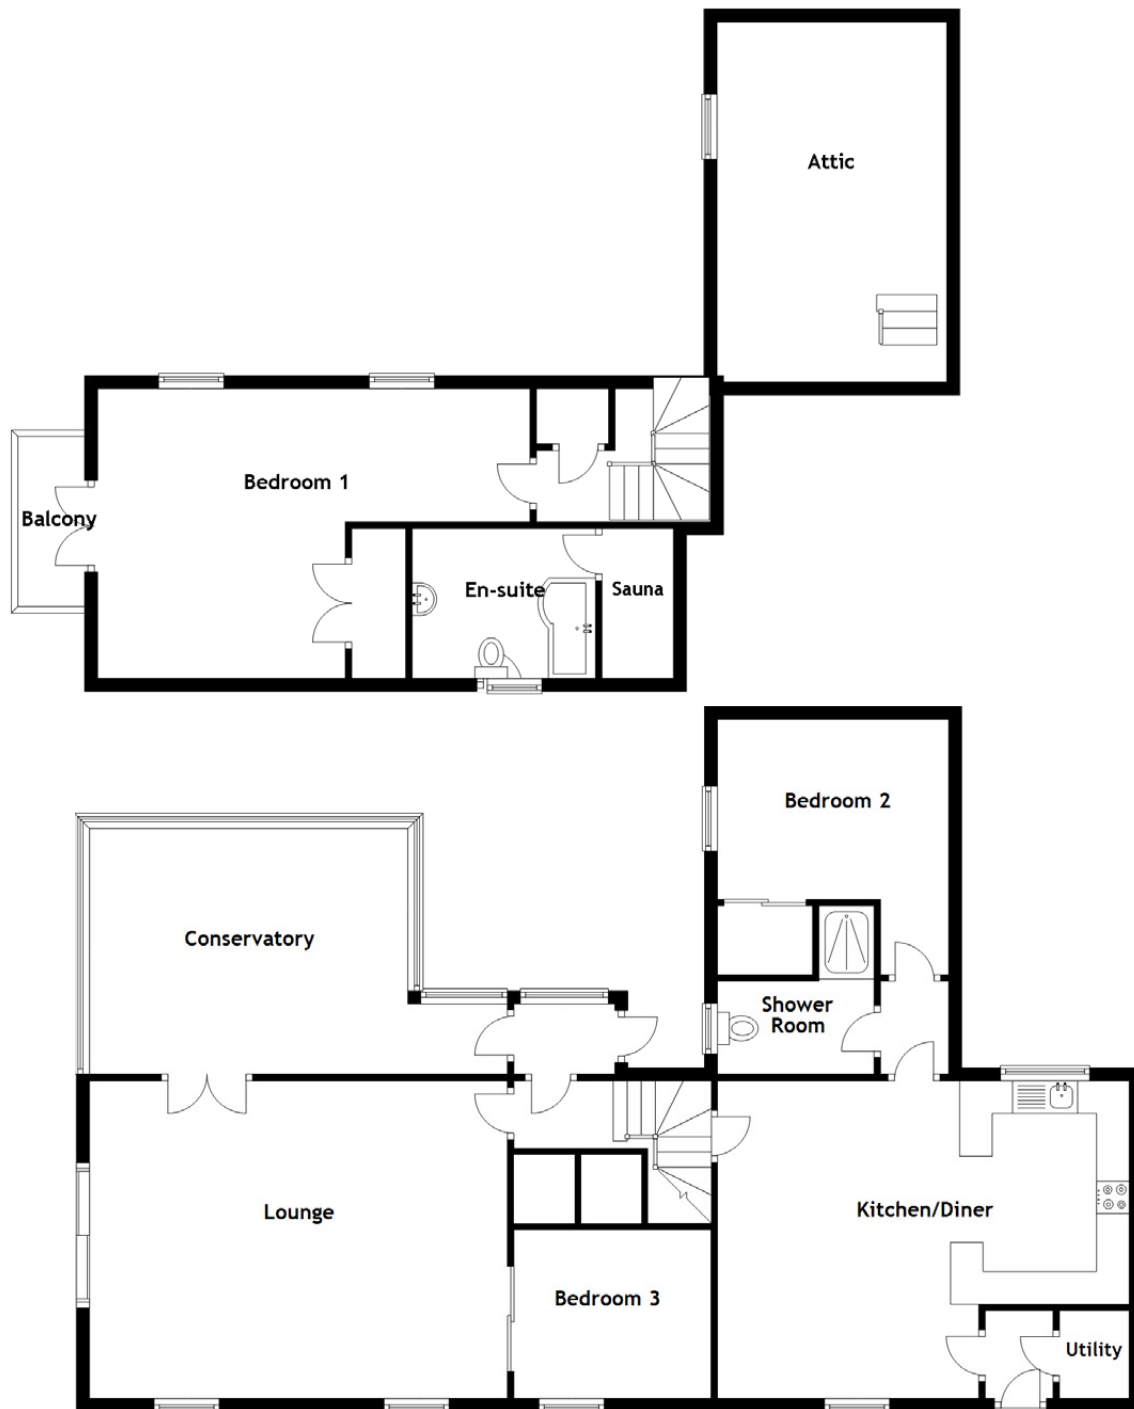 Attic
Bedroom 1
Balcony
En-suite
Sauna
Bedroom 2
Conservatory
Shower
Room
Lounge
Kitchen/Diner
Bedroom 3
Utility